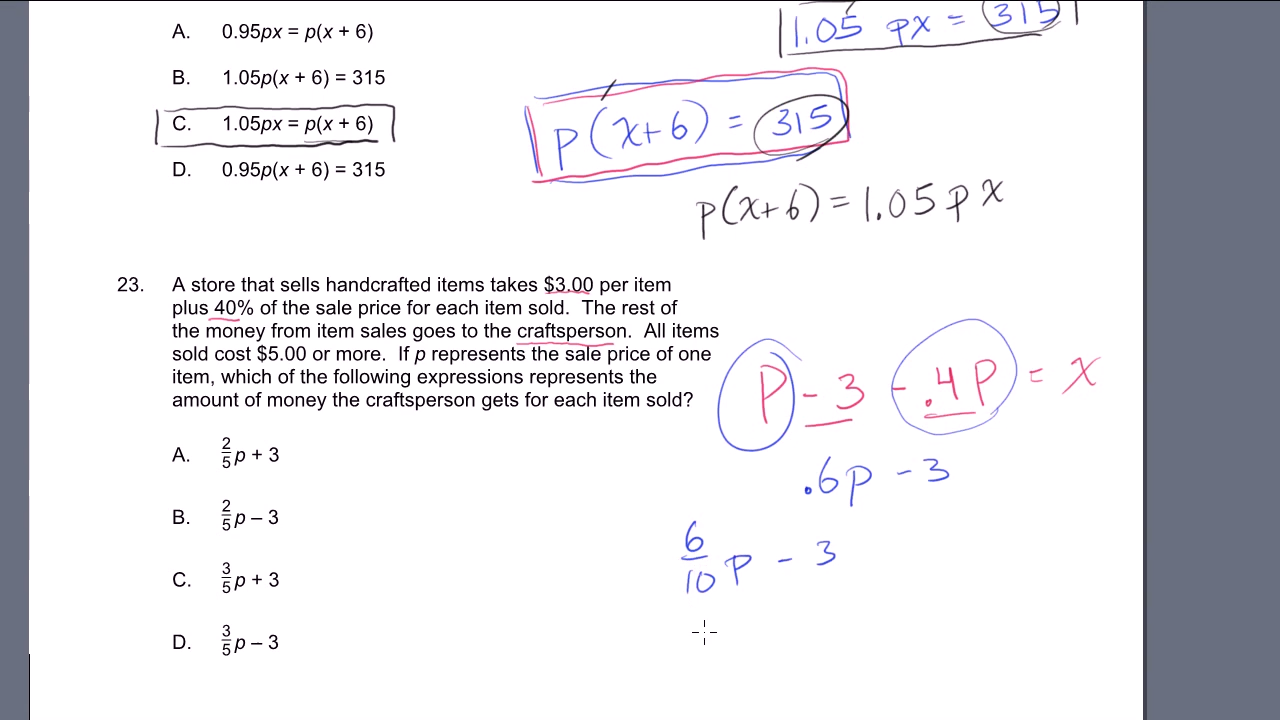 A. 0.95px = p(x + 6)
1.05 px = 315
B. 1.05p(x + 6) = 315
C. 1.05px = p(x + 6)
p(x+6) = 315
D. 0.95p(x + 6) = 315
p(x+6) = 1.05 p x
23. A store that sells handcrafted items takes $3.00 per item
plus 40% of the sale price for each item sold. The rest of
the money from item sales goes to the craftsperson. All items
sold cost $5.00 or more. If p represents the sale price of one
item, which of the following expressions represents the
amount of money the craftsperson gets for each item sold?
P - 3 - .4P = x
A. 2/5 p + 3
.6p - 3
B. 2/5 p – 3
6/10 p - 3
C. 3/5 p + 3
D. 3/5 p – 3